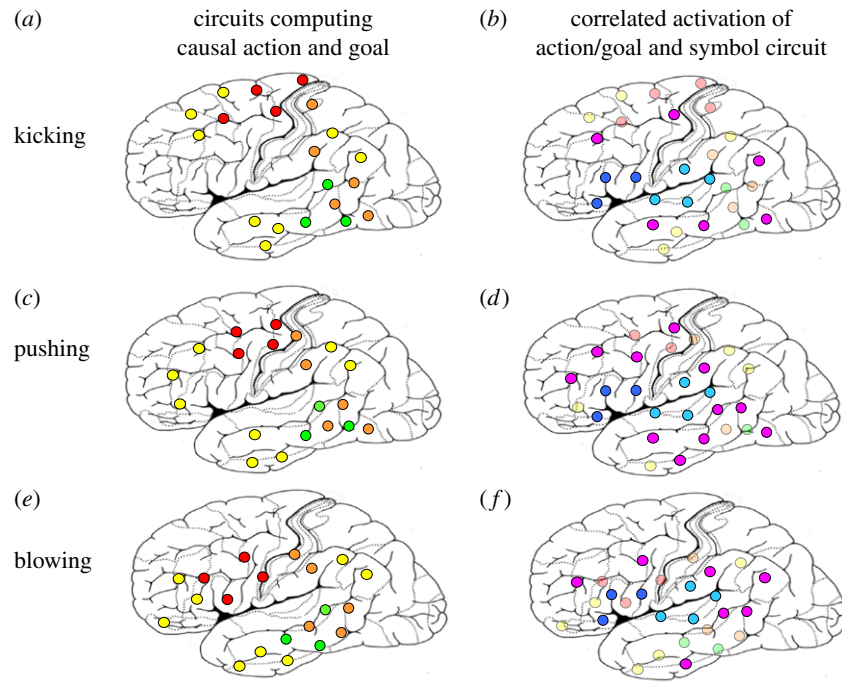 (a) circuits computing
causal action and goal
(b) correlated activation of
action/goal and symbol circuit
kicking
(c)
(d)
pushing
(e)
(f)
blowing